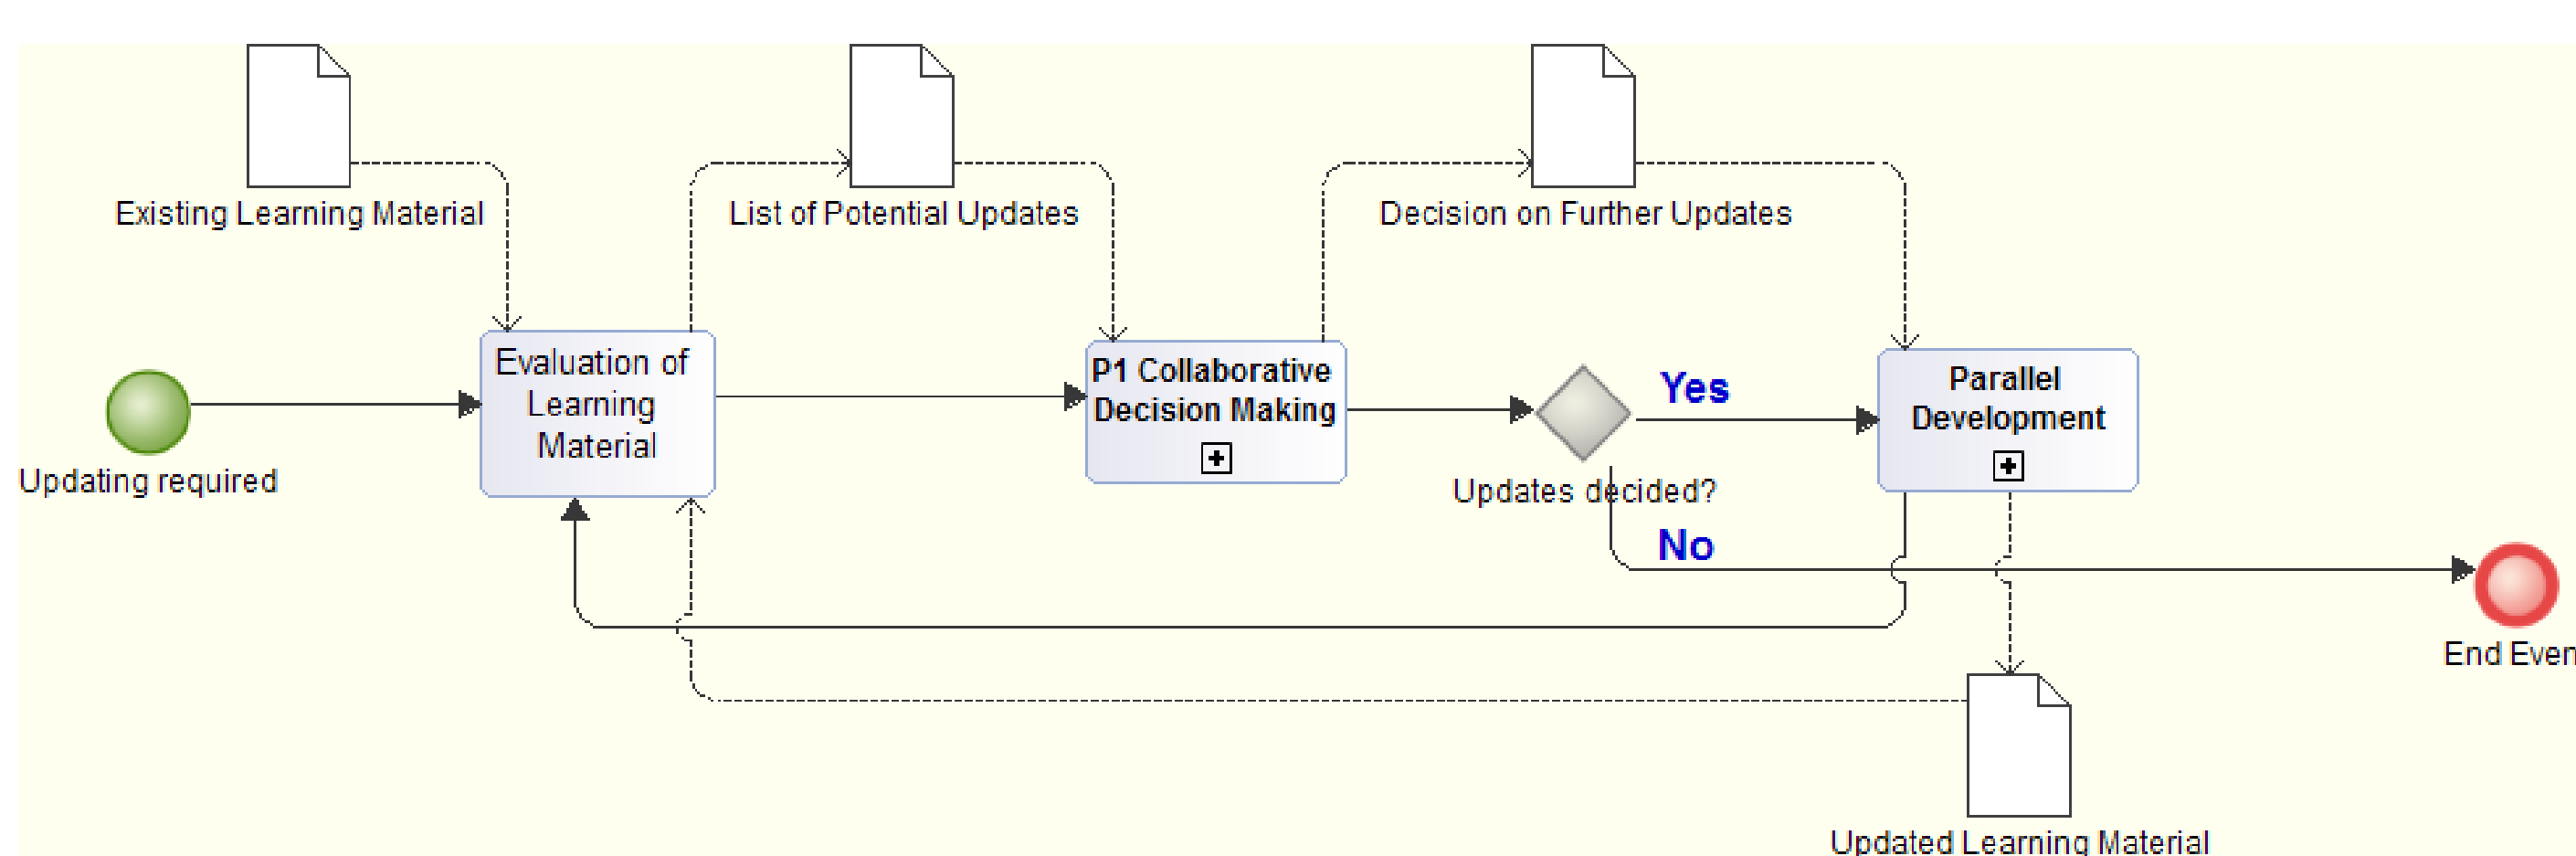 Existing Learning Material
List of Potential Updates
Decision on Further Updates
Updating required
Evaluation of
Learning
Material
P1 Collaborative
Decision Making
Updates decided?
Yes
No
Parallel
Development
End Even
Updated Learning Material